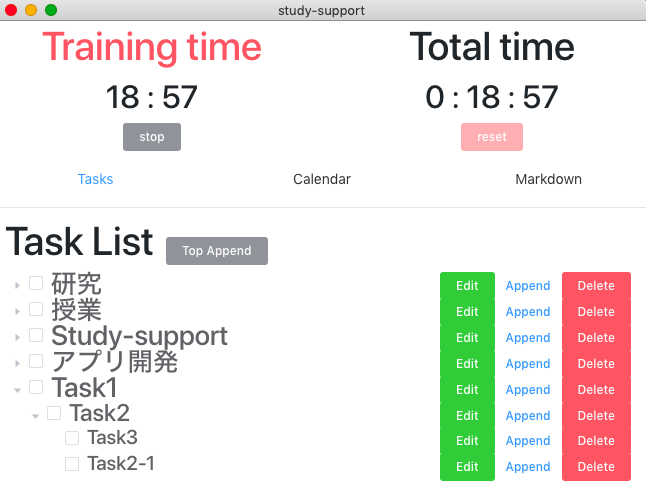 study-support
Training time Total time
18 : 57 0 : 18 : 57
stop reset
Tasks Calendar Markdown
Task List Top Append
研究 Edit Append Delete
授業 Edit Append Delete
Study-support Edit Append Delete
アプリ開発 Edit Append Delete
Task1 Edit Append Delete
Task2 Edit Append Delete
Task3 Edit Append Delete
Task2-1 Edit Append Delete